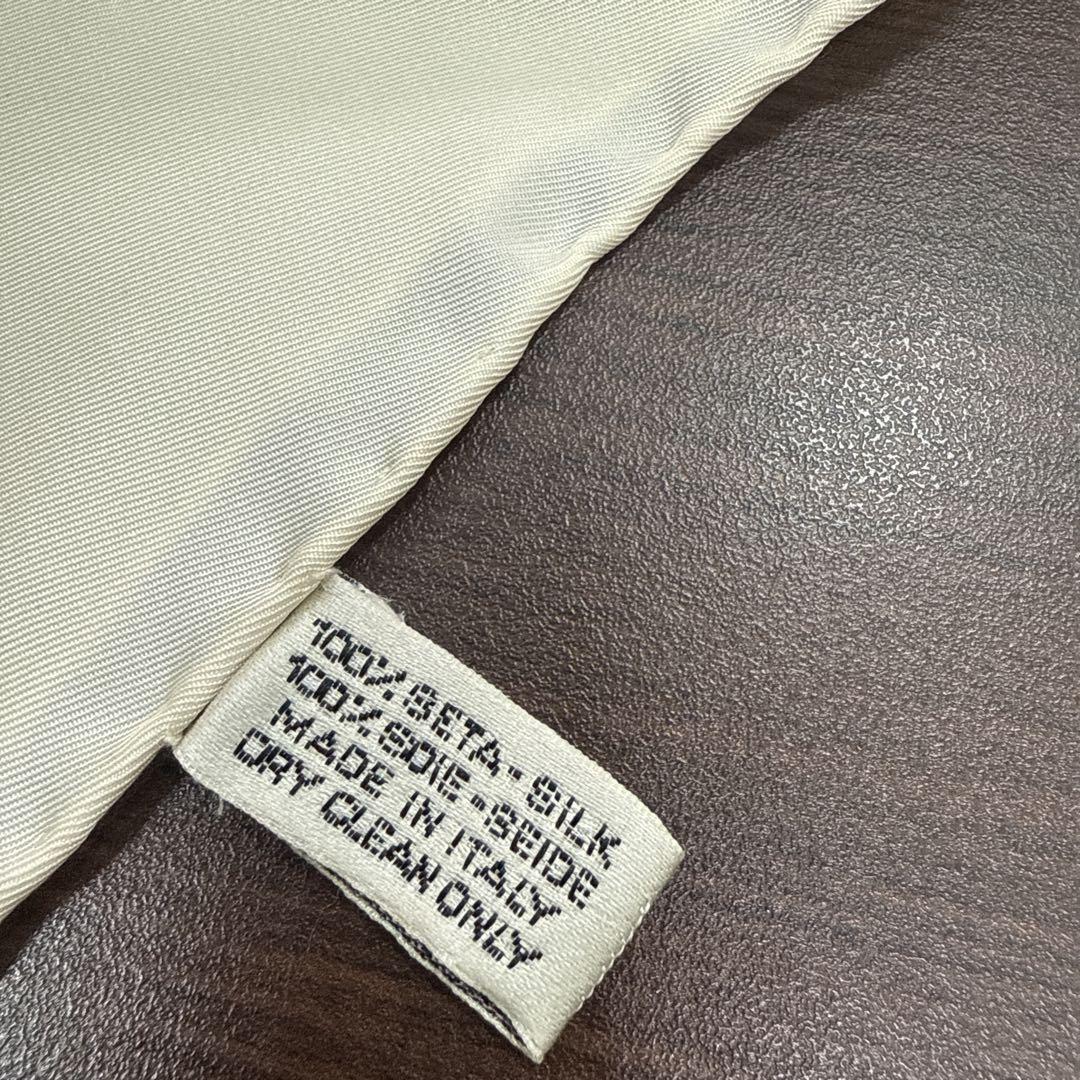 100% SETA - SILK
100% SOIE - SEIDE
MADE IN ITALY
DRY CLEAN ONLY